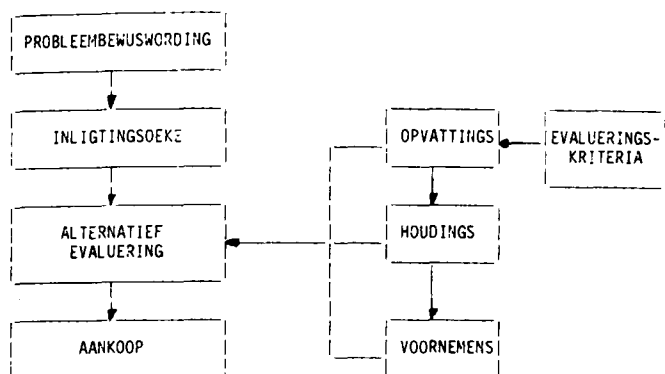 PROBLEEMBEWUSWORDING
INLIGTINGSOEKE
ALTERNATIEF
EVALUERING
AANKOOP
OPVATTINGS
HOUDINGS
VOORNEMENS
EVALUERINGS-
KRITERIA